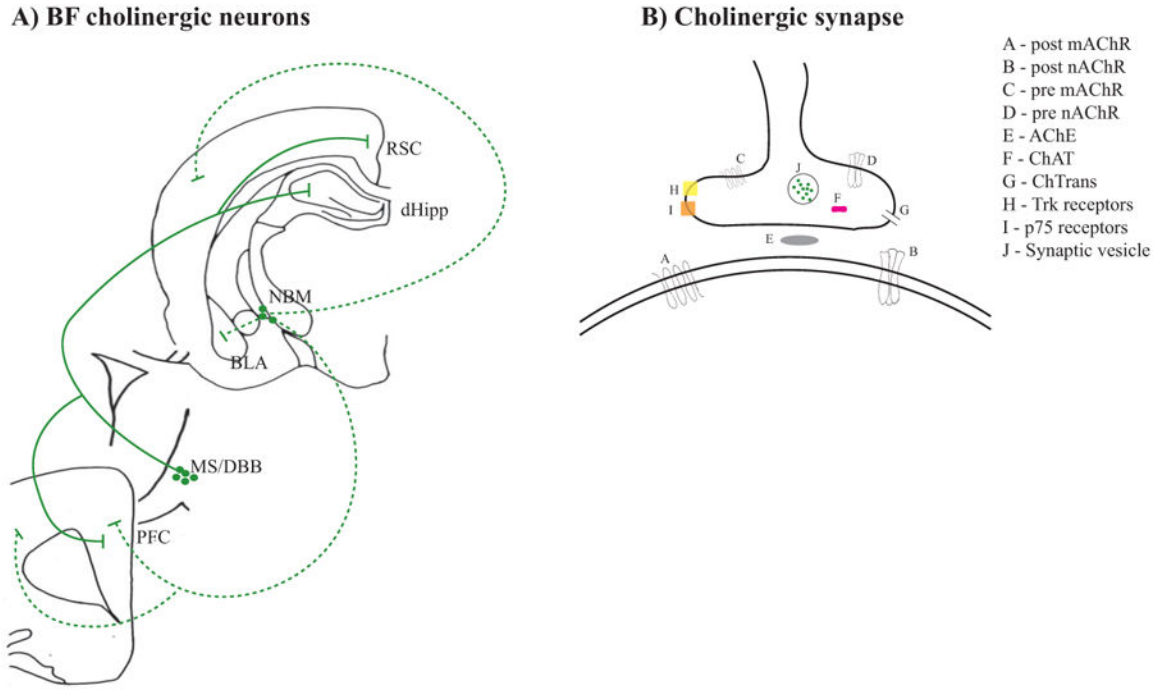 A) BF cholinergic neurons
RSC
dHipp
NBM
BLA
MS/DBB
PFC
B) Cholinergic synapse
C
D
J
H
F
I
G
E
A
B
A - post mAChR
B - post nAChR
C - pre mAChR
D - pre nAChR
E - AChE
F - ChAT
G - ChTrans
H - Trk receptors
I - p75 receptors
J - Synaptic vesicle